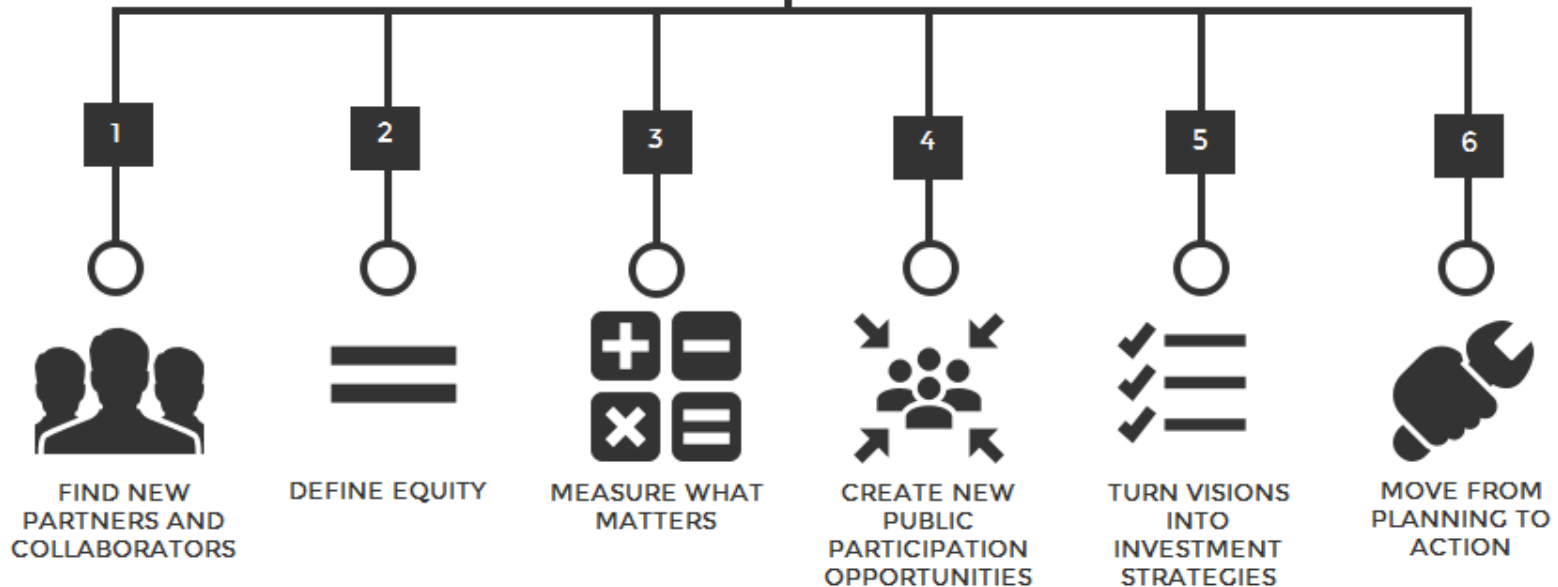 1
2
3
4
5
6
FIND NEW
PARTNERS AND
COLLABORATORS
DEFINE EQUITY
MEASURE WHAT
MATTERS
CREATE NEW
PUBLIC
PARTICIPATION
OPPORTUNITIES
TURN VISIONS
INTO
INVESTMENT
STRATEGIES
MOVE FROM
PLANNING TO
ACTION